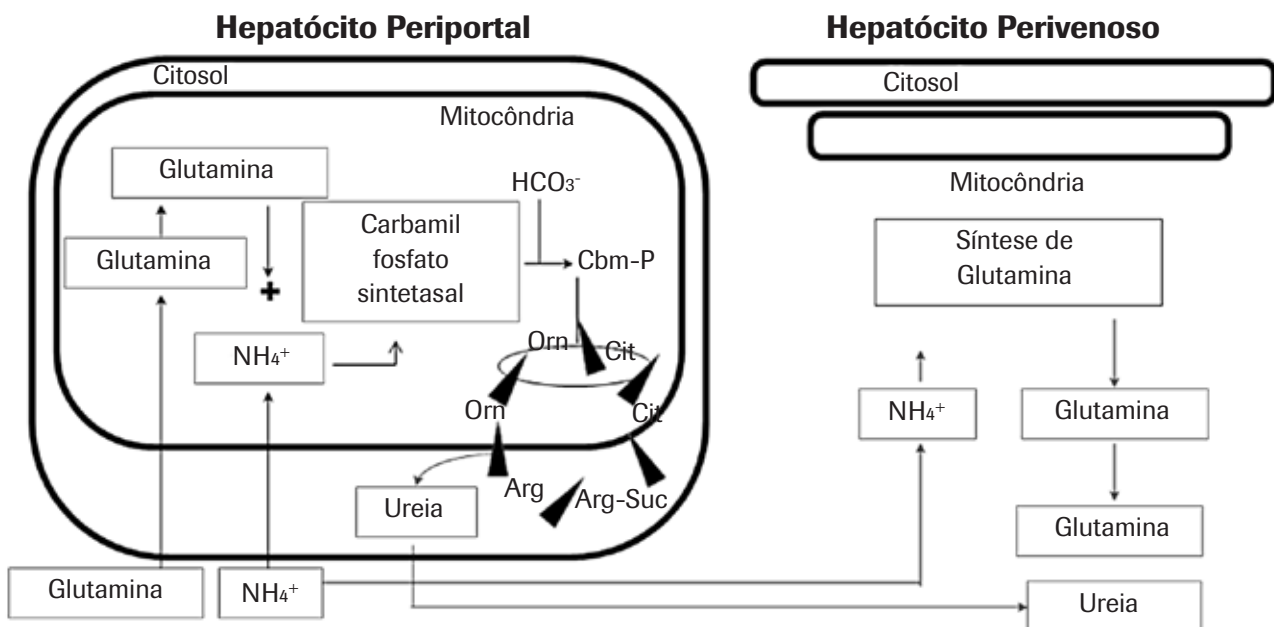 Hepatócito Periportal
Hepatócito Perivenoso
Citosol
Citosol
Mitocôndria
Mitocôndria
Glutamina
HCO₃⁻
Carbamil
fosfato
sintetasal
Cbm-P
Glutamina
NH₄⁺
Orn
Cit
Orn
Cit
Arg
Arg-Suc
Ureia
Glutamina
NH₄⁺
Síntese de
Glutamina
NH₄⁺
Glutamina
Glutamina
Ureia